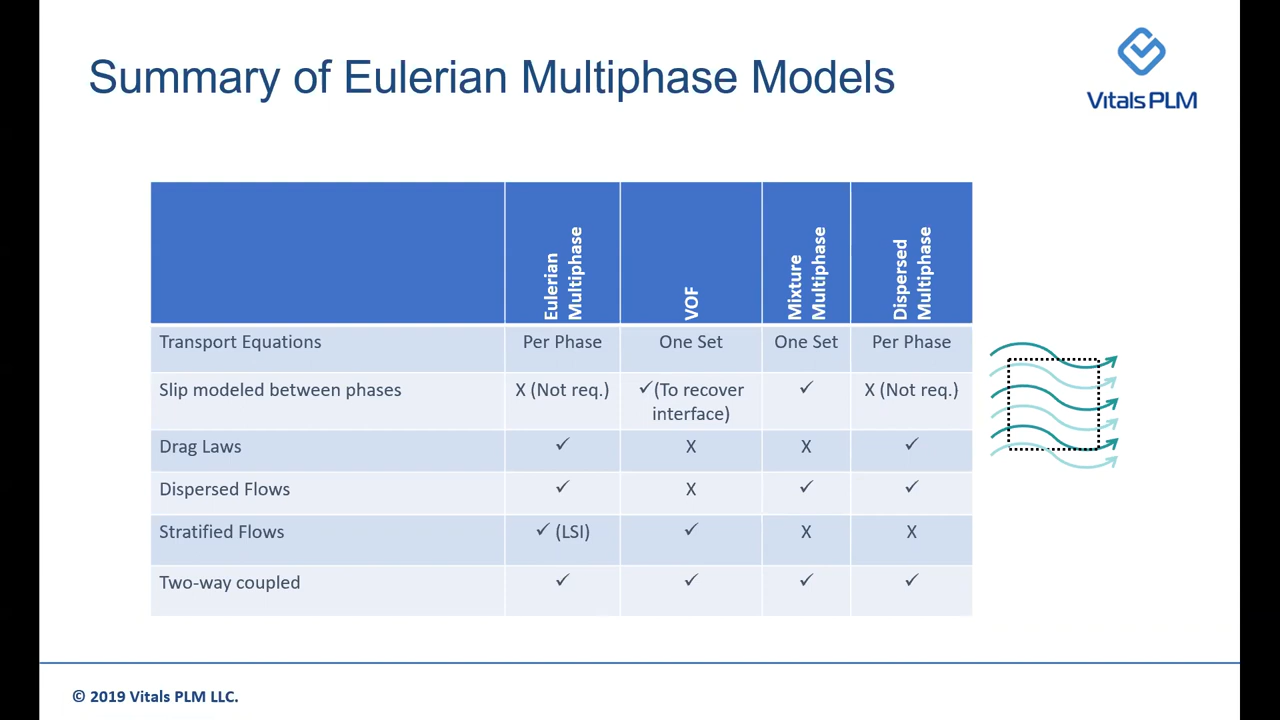 Summary of Eulerian Multiphase Models
Vitals PLM
Eulerian
Multiphase
VOF
Mixture
Multiphase
Dispersed
Multiphase
Transport Equations Per Phase One Set One Set Per Phase
Slip modeled between phases X (Not req.) ✓(To recover ✓ X (Not req.)
interface)
Drag Laws ✓ X X ✓
Dispersed Flows ✓ X ✓ ✓
Stratified Flows ✓ (LSI) ✓ X X
Two-way coupled ✓ ✓ ✓ ✓
© 2019 Vitals PLM LLC.